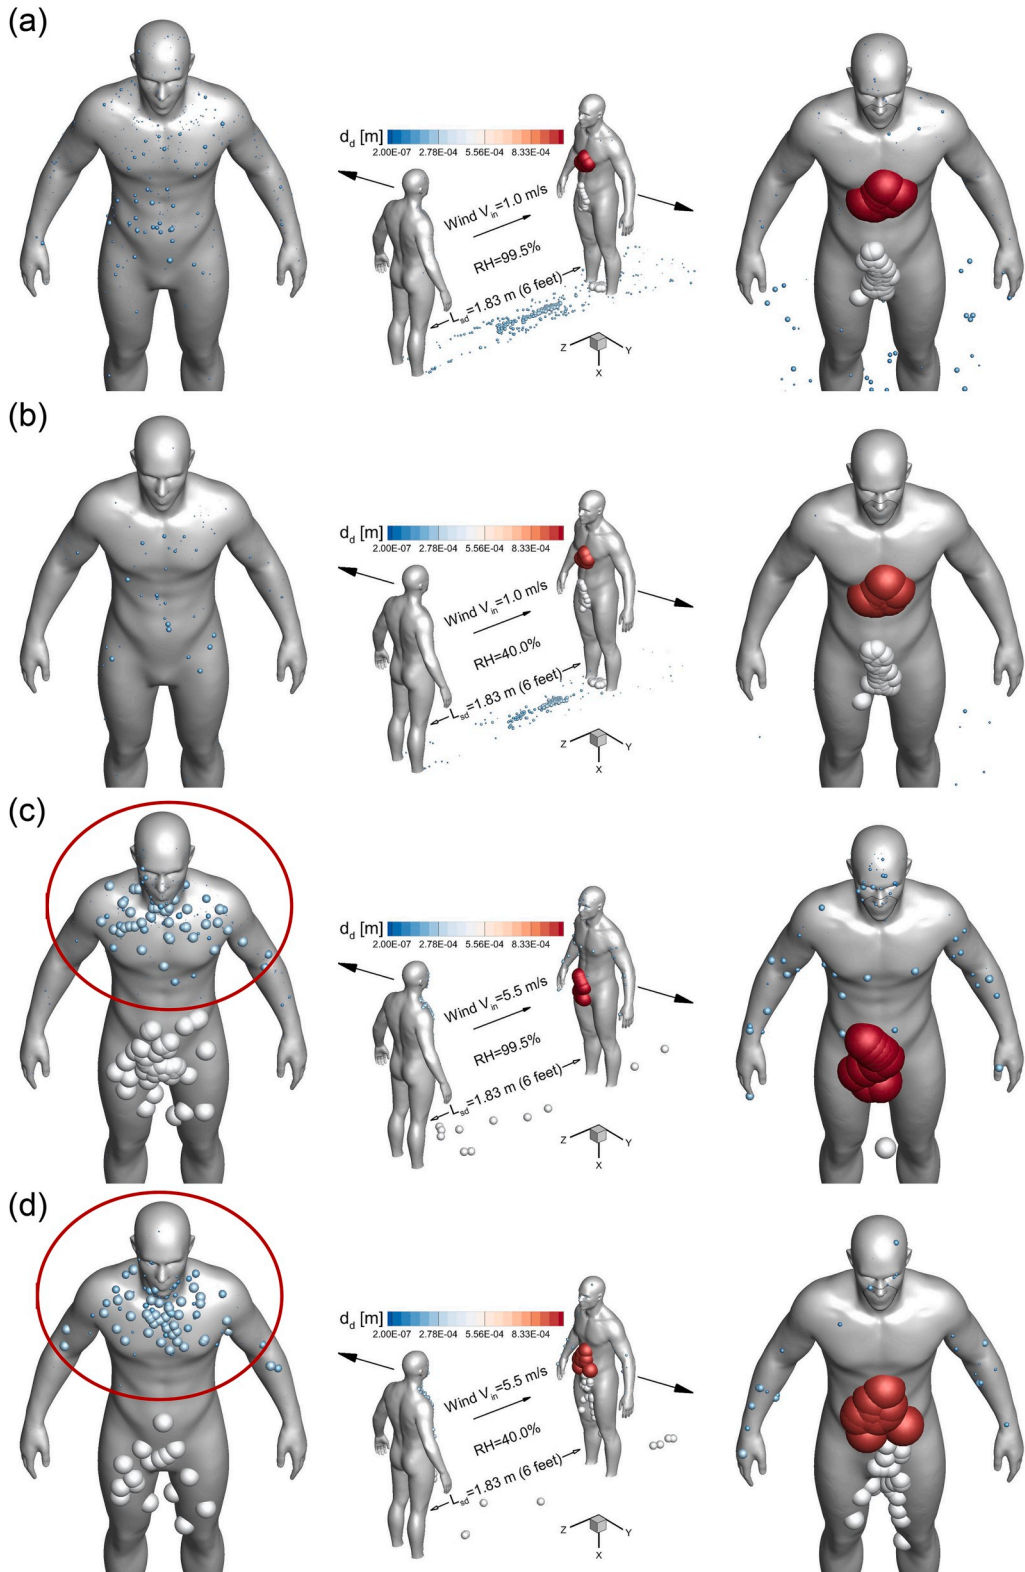 (a)
d_d [m]
2.00E-07 2.78E-04 5.56E-04 8.33E-04
Wind V_in=1.0 m/s
RH=99.5%
L_sd=1.83 m (6 feet)
Z Y
X
(b)
d_d [m]
2.00E-07 2.78E-04 5.56E-04 8.33E-04
Wind V_in=1.0 m/s
RH=40.0%
L_sd=1.83 m (6 feet)
Z Y
X
(c)
d_d [m]
2.00E-07 2.78E-04 5.56E-04 8.33E-04
Wind V_in=5.5 m/s
RH=99.5%
L_sd=1.83 m (6 feet)
Z Y
X
(d)
d_d [m]
2.00E-07 2.78E-04 5.56E-04 8.33E-04
Wind V_in=5.5 m/s
RH=40.0%
L_sd=1.83 m (6 feet)
Z Y
X